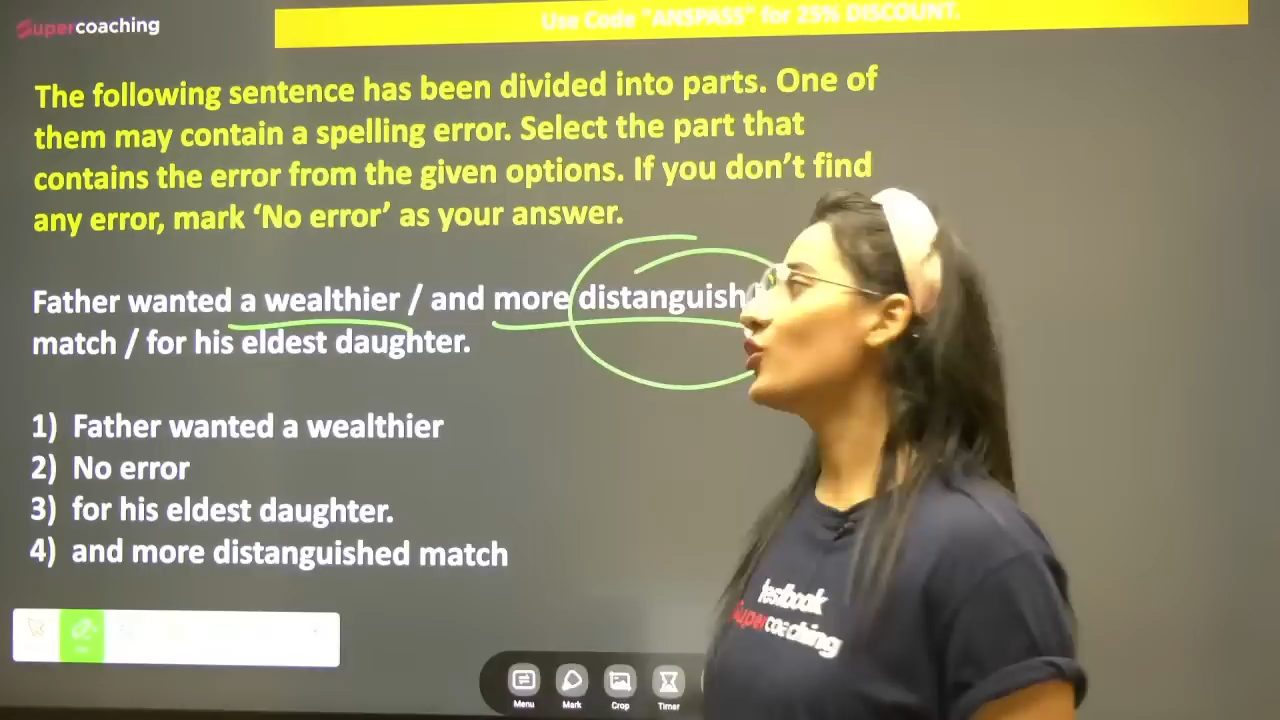 Supercoaching
Use Code "ANSPASS" for 25% DISCOUNT.
The following sentence has been divided into parts. One of
them may contain a spelling error. Select the part that
contains the error from the given options. If you don't find
any error, mark 'No error' as your answer.
Father wanted a wealthier / and more distanguish
match / for his eldest daughter.
1) Father wanted a wealthier
2) No error
3) for his eldest daughter.
4) and more distanguished match
testbook
Supercoaching
Menu Mark Crop Timer